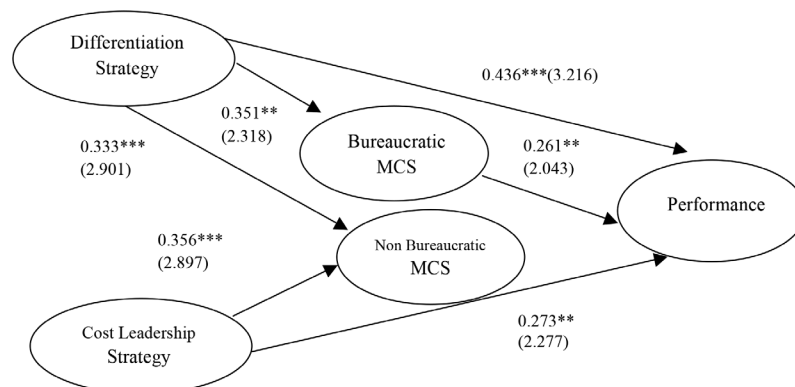 Differentiation
Strategy
0.436***(3.216)
0.351**
(2.318)
Bureaucratic
MCS
0.261**
(2.043)
0.333***
(2.901)
Performance
0.356***
(2.897)
Non Bureaucratic
MCS
0.273**
(2.277)
Cost Leadership
Strategy